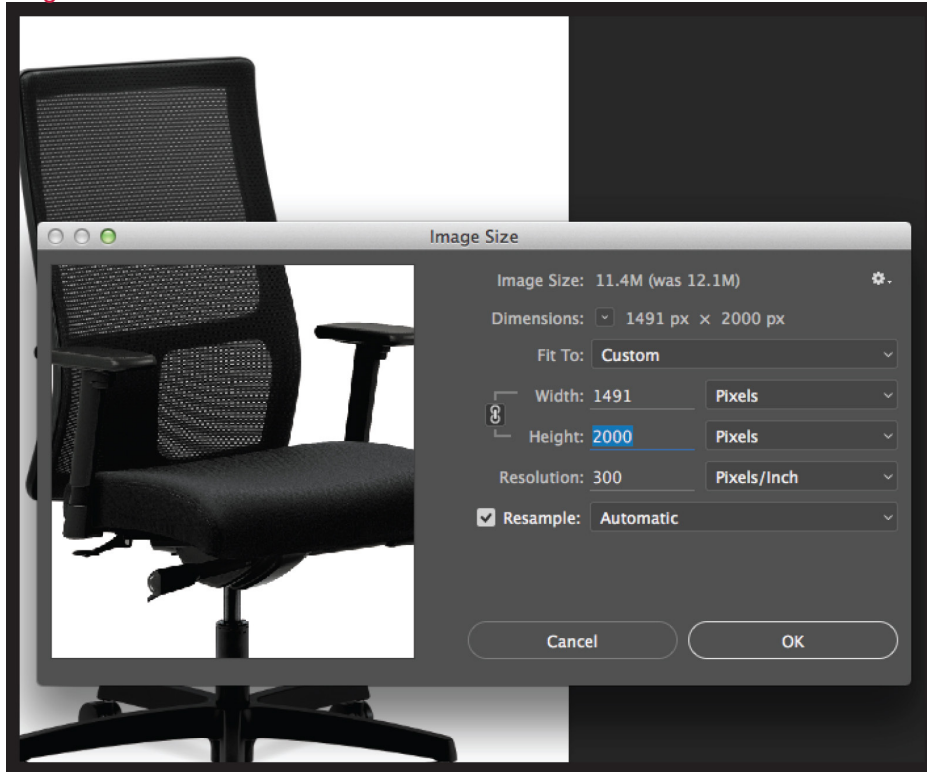 Image Size
Image Size: 11.4M (was 12.1M)
Dimensions: 1491 px × 2000 px
Fit To: Custom
Width: 1491 Pixels
Height: 2000 Pixels
Resolution: 300 Pixels/Inch
Resample: Automatic
Cancel OK